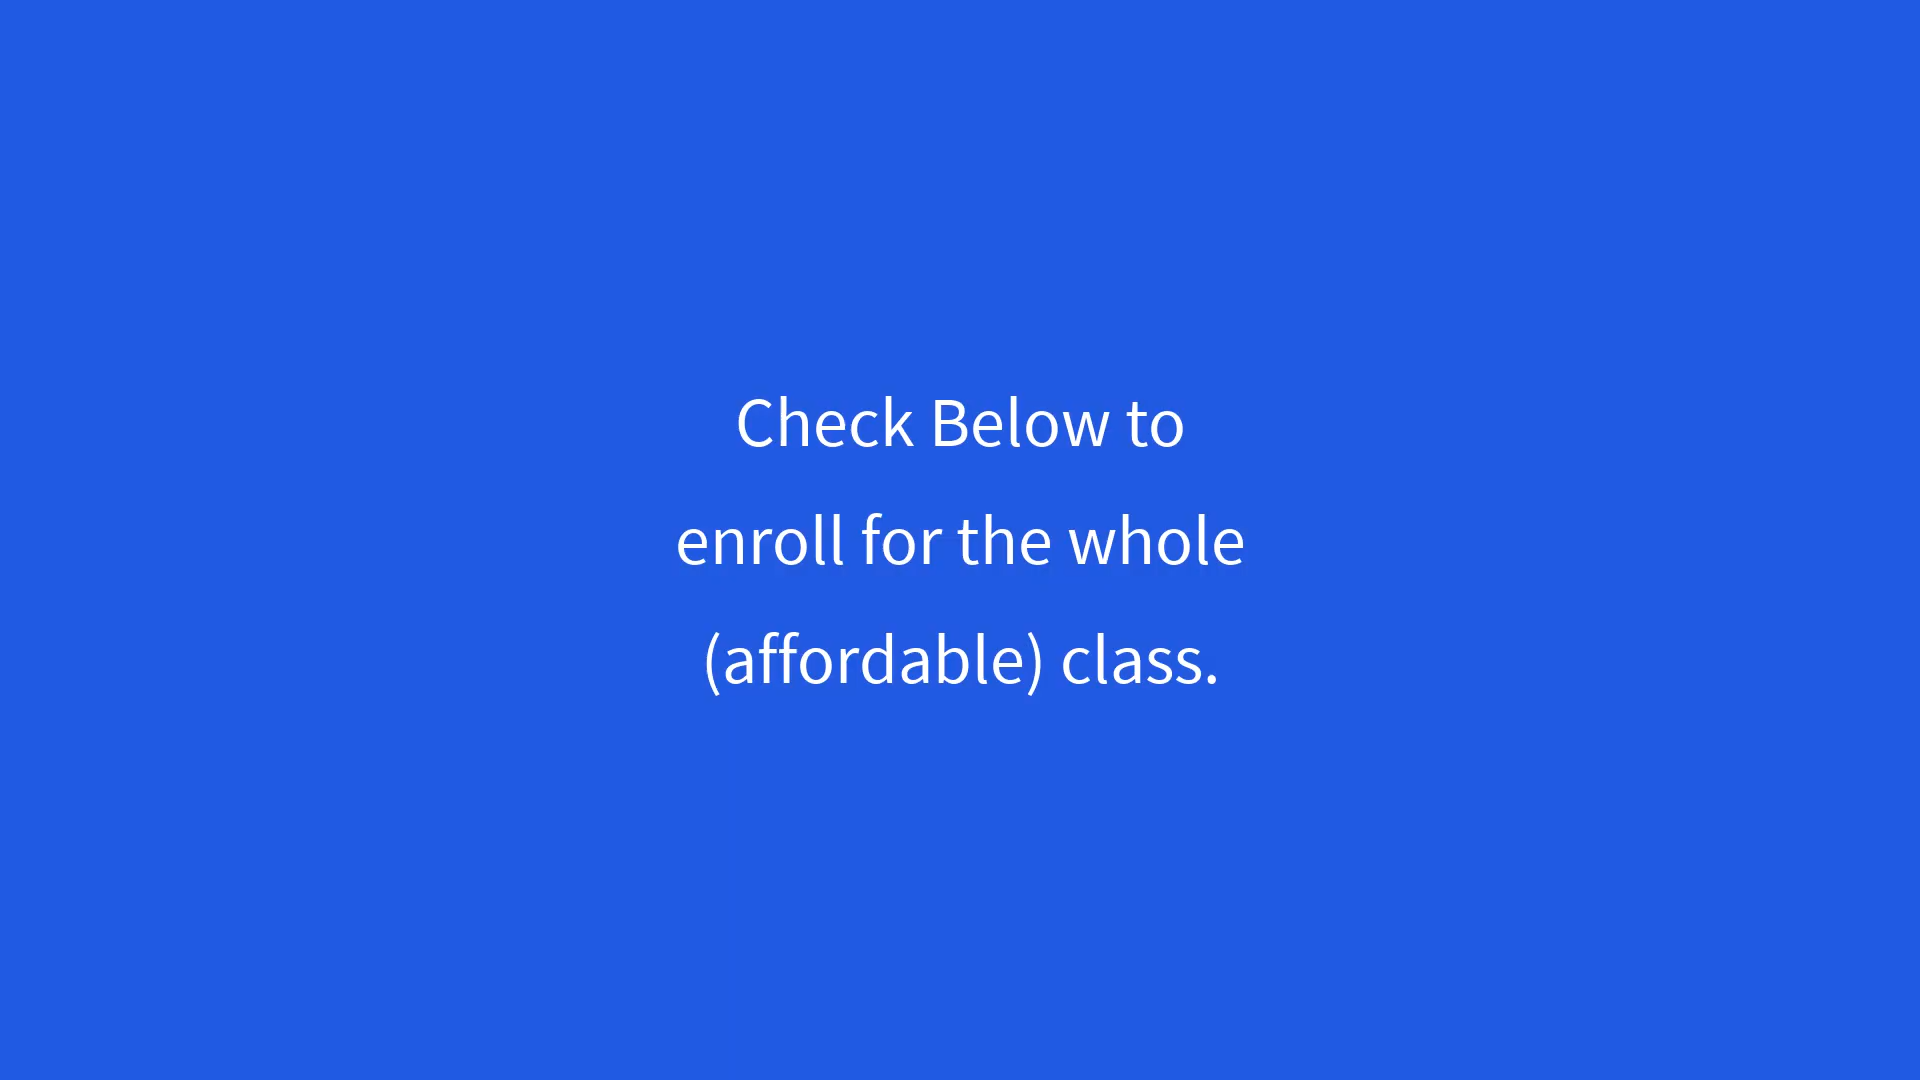 Check Below to
enroll for the whole
(affordable) class.